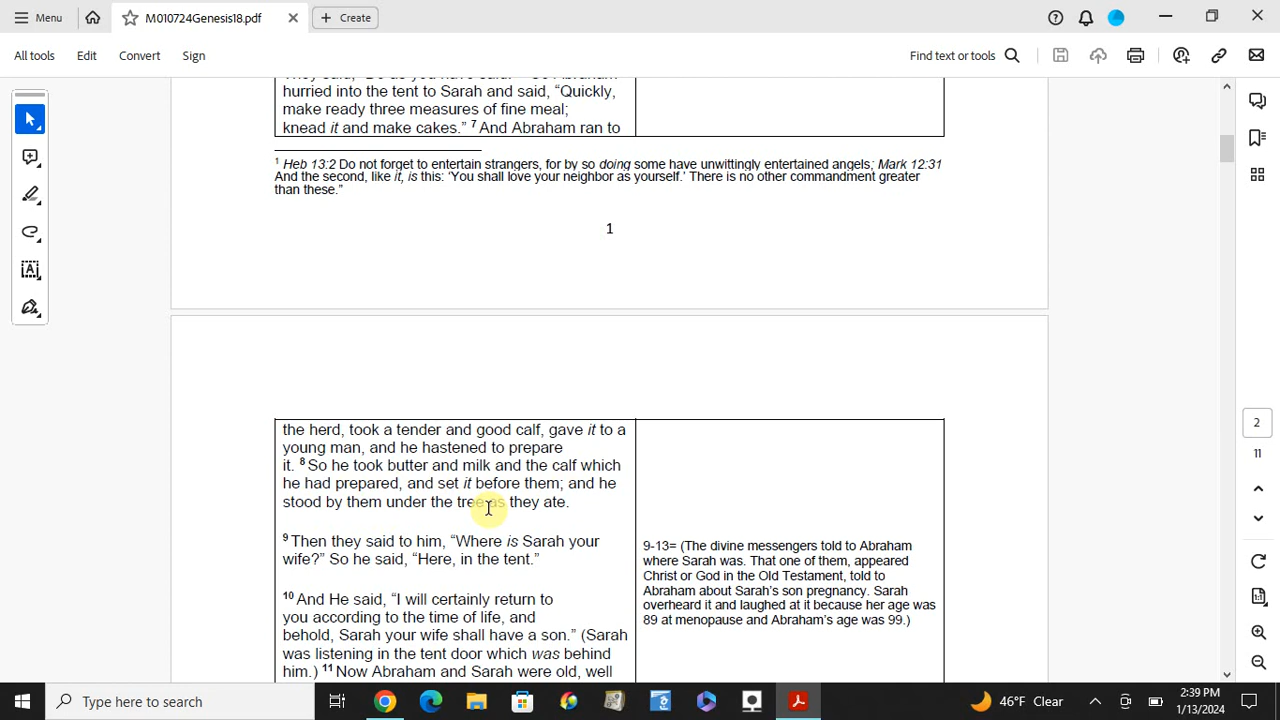 Menu
M010724Genesis18.pdf
Create
All tools
Edit
Convert
Sign
Find text or tools
hurried into the tent to Sarah and said, “Quickly,
make ready three measures of fine meal;
knead it and make cakes.” 7 And Abraham ran to
1 Heb 13:2 Do not forget to entertain strangers, for by so doing some have unwittingly entertained angels; Mark 12:31
And the second, like it, is this: ‘You shall love your neighbor as yourself.’ There is no other commandment greater
than these.”
1
the herd, took a tender and good calf, gave it to a
young man, and he hastened to prepare
it. 8 So he took butter and milk and the calf which
he had prepared, and set it before them; and he
stood by them under the tree as they ate.
9 Then they said to him, “Where is Sarah your
wife?” So he said, “Here, in the tent.”
10 And He said, “I will certainly return to
you according to the time of life, and
behold, Sarah your wife shall have a son.” (Sarah
was listening in the tent door which was behind
him.) 11 Now Abraham and Sarah were old, well
9-13= (The divine messengers told to Abraham
where Sarah was. That one of them, appeared
Christ or God in the Old Testament, told to
Abraham about Sarah’s son pregnancy. Sarah
overheard it and laughed at it because her age was
89 at menopause and Abraham’s age was 99.)
2
11
1:1
Type here to search
46°F Clear
2:39 PM
1/13/2024